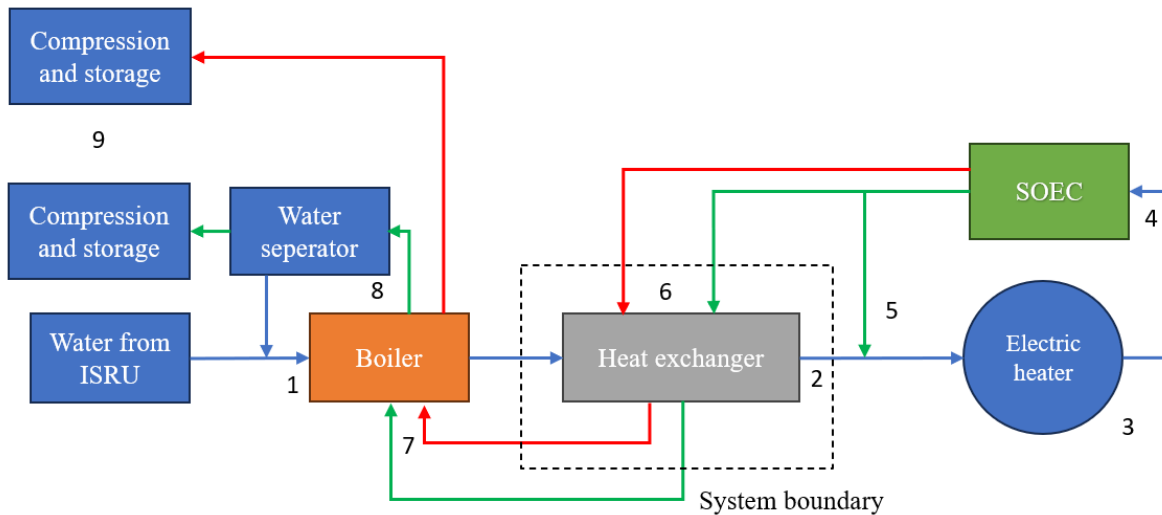 Compression
and storage
9
Compression
and storage
Water
seperator
8
Water from
ISRU
1
Boiler
7
6
Heat exchanger
2
System boundary
5
SOEC
4
Electric
heater
3